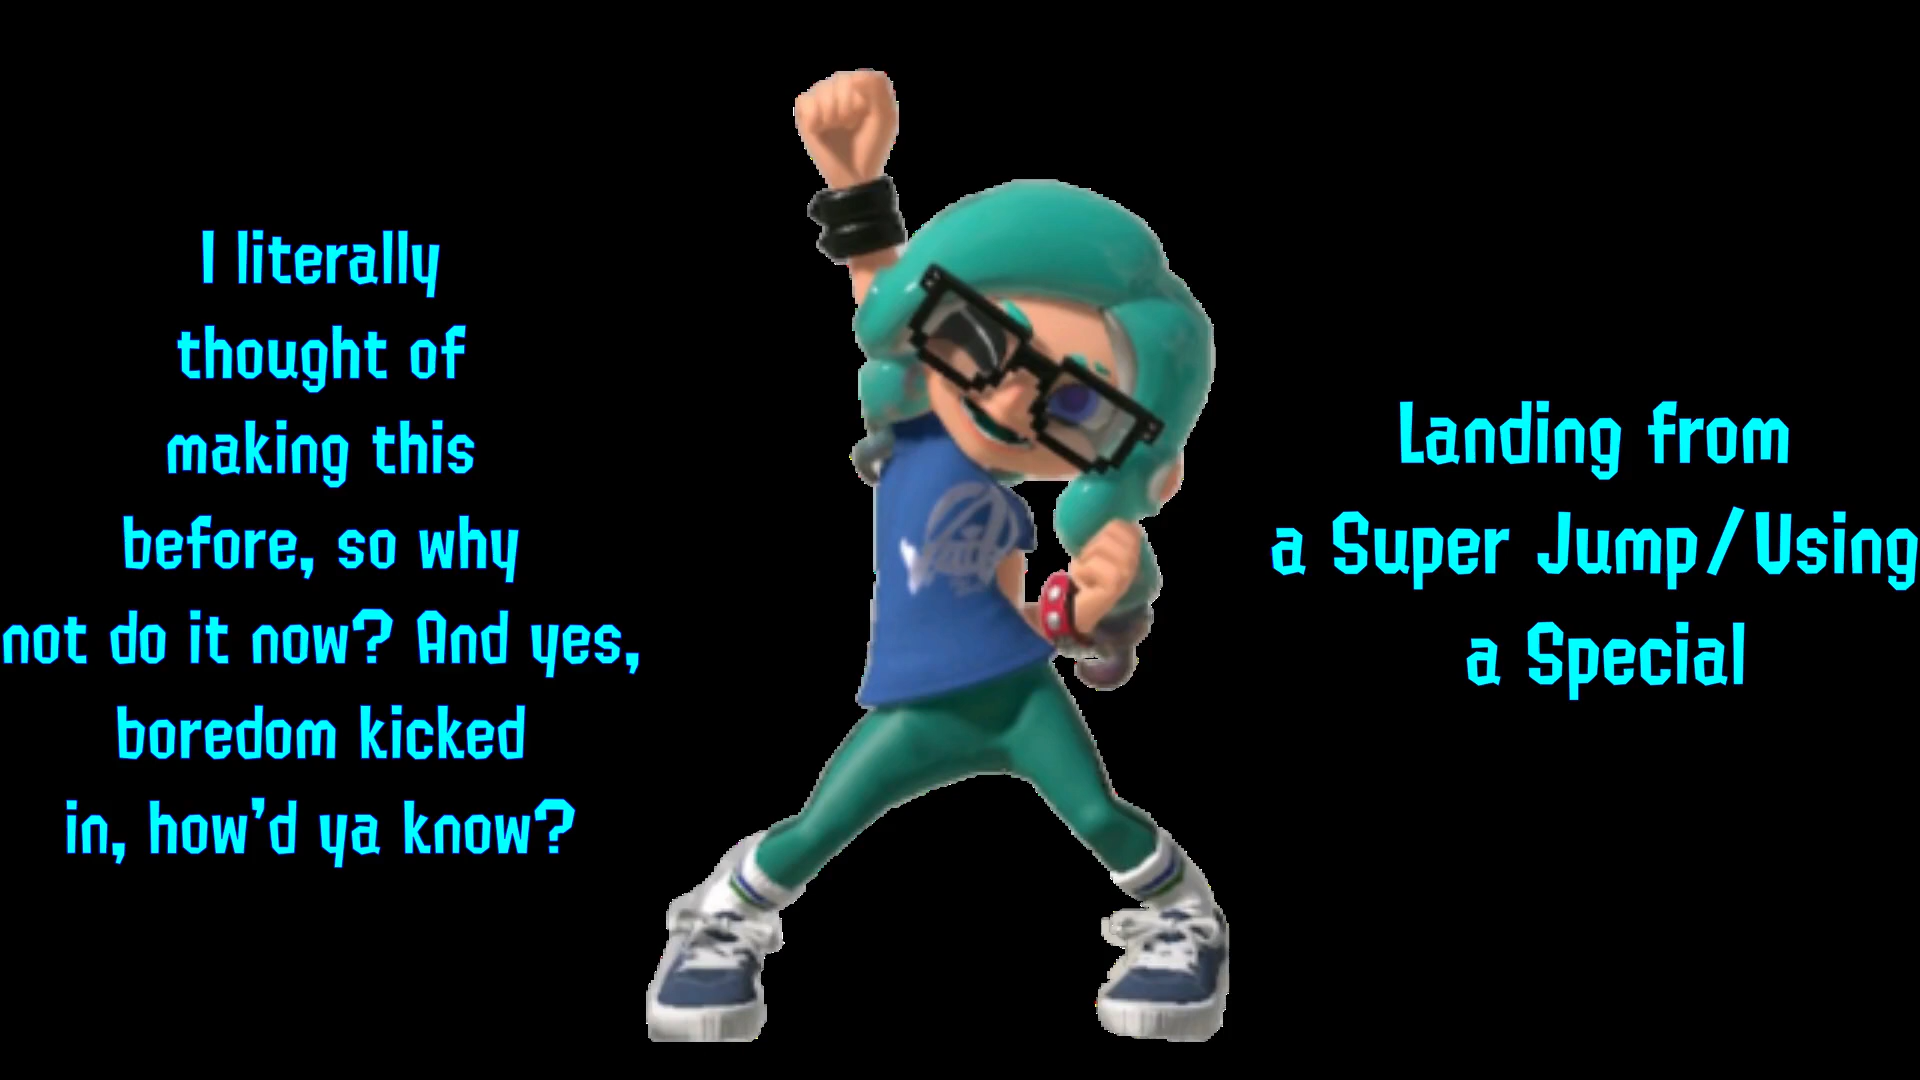 I literally
thought of
making this
before, so why
not do it now? And yes,
boredom kicked
in, how'd ya know?
Landing from
a Super Jump/Using
a Special